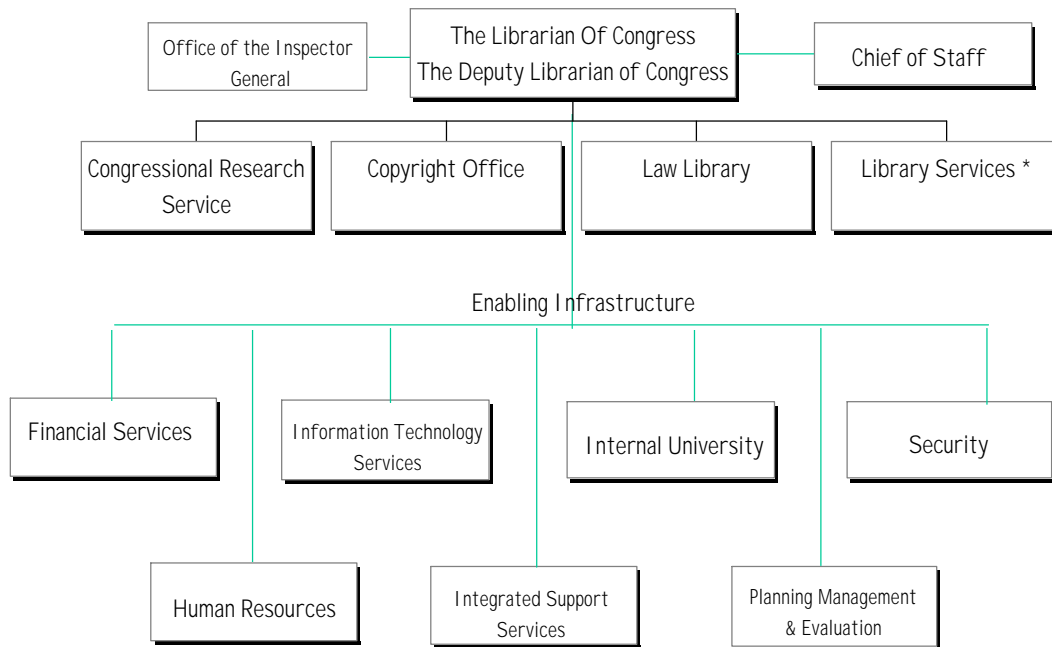 Office of the Inspector
General
The Librarian Of Congress
The Deputy Librarian of Congress
Chief of Staff
Congressional Research
Service
Copyright Office
Law Library
Library Services *
Enabling Infrastructure
Financial Services
Information Technology
Services
Internal University
Security
Human Resources
Integrated Support
Services
Planning Management
& Evaluation